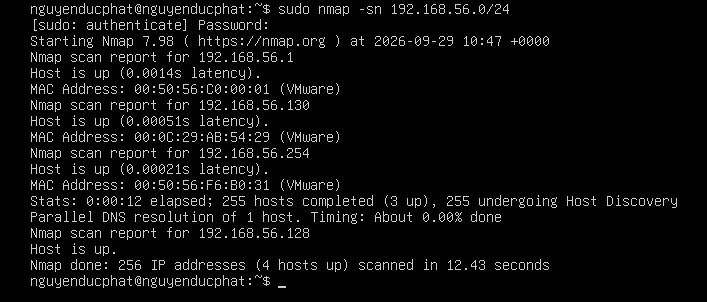 nguyenducphat@nguyenducphat:~$ sudo nmap -sn 192.168.56.0/24
[sudo: authenticate] Password:
Starting Nmap 7.98 ( https://nmap.org ) at 2026-09-29 10:47 +0000
Nmap scan report for 192.168.56.1
Host is up (0.0014s latency).
MAC Address: 00:50:56:C0:00:01 (VMware)
Nmap scan report for 192.168.56.130
Host is up (0.00051s latency).
MAC Address: 00:0C:29:AB:54:29 (VMware)
Nmap scan report for 192.168.56.254
Host is up (0.00021s latency).
MAC Address: 00:50:56:F6:B0:31 (VMware)
Stats: 0:00:12 elapsed; 255 hosts completed (3 up), 255 undergoing Host Discovery
Parallel DNS resolution of 1 host. Timing: About 0.00% done
Nmap scan report for 192.168.56.128
Host is up.
Nmap done: 256 IP addresses (4 hosts up) scanned in 12.43 seconds
nguyenducphat@nguyenducphat:~$ _